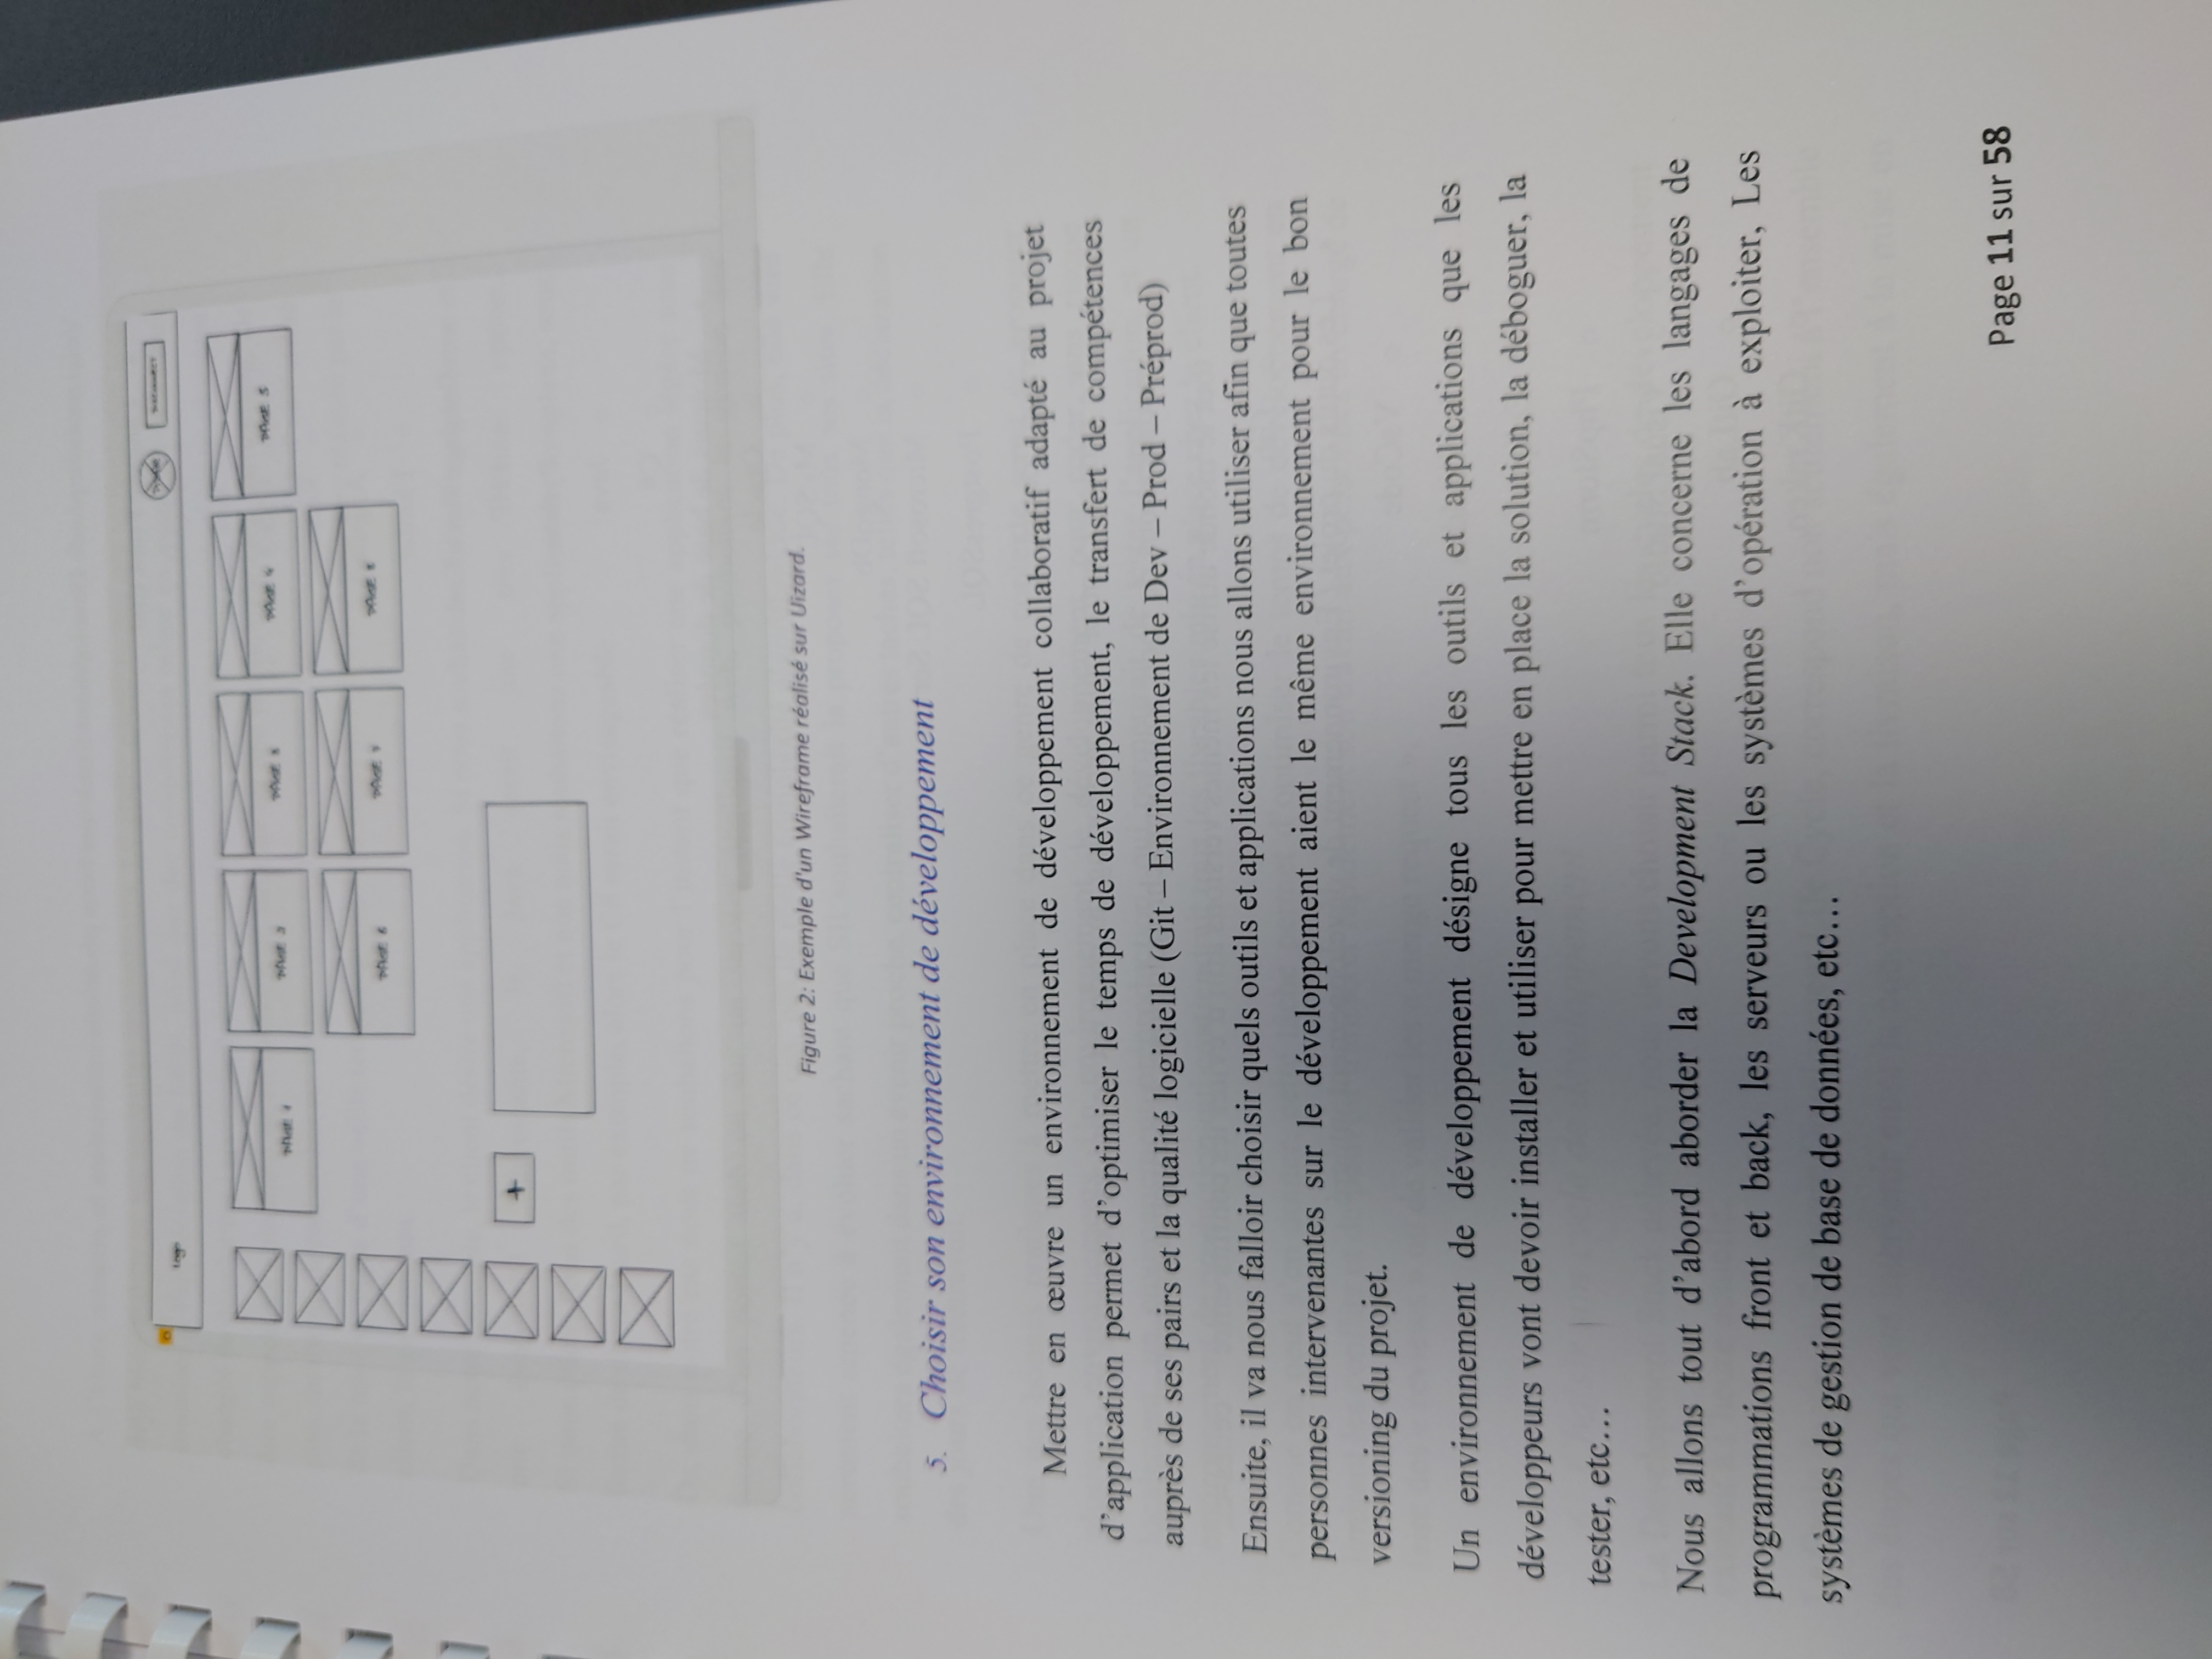 Logo
DISCONNECT
PAGE 1
PAGE 2
PAGE 3
PAGE 4
PAGE 5
PAGE 6
PAGE 7
PAGE 8
+
Figure 2: Exemple d'un Wireframe réalisé sur Uizard.
5. Choisir son environnement de développement
Mettre en œuvre un environnement de développement collaboratif adapté au projet
d’application permet d’optimiser le temps de développement, le transfert de compétences
auprès de ses pairs et la qualité logicielle (Git – Environnement de Dev – Prod – Préprod)
Ensuite, il va nous falloir choisir quels outils et applications nous allons utiliser afin que toutes
personnes intervenantes sur le développement aient le même environnement pour le bon
versioning du projet.
Un environnement de développement désigne tous les outils et applications que les
développeurs vont devoir installer et utiliser pour mettre en place la solution, la déboguer, la
tester, etc…
Nous allons tout d’abord aborder la Development Stack. Elle concerne les langages de
programmations front et back, les serveurs ou les systèmes d’opération à exploiter, Les
systèmes de gestion de base de données, etc…
Page 11 sur 58